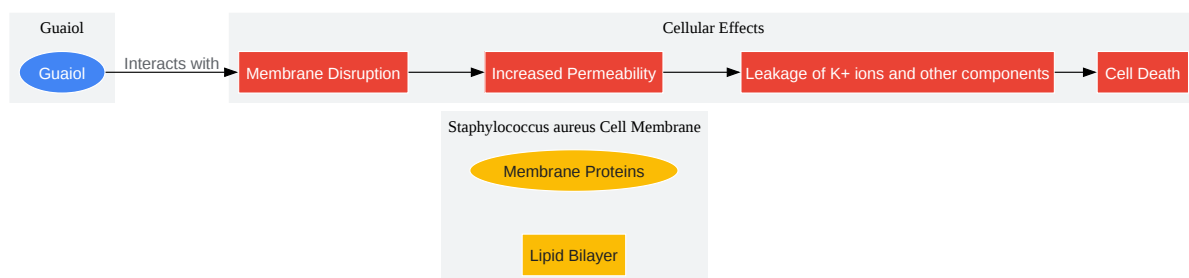 Guaiol
Cellular Effects
Guaiol
Interacts with
Membrane Disruption
Increased Permeability
Leakage of K+ ions and other components
Cell Death
Staphylococcus aureus Cell Membrane
Membrane Proteins
Lipid Bilayer